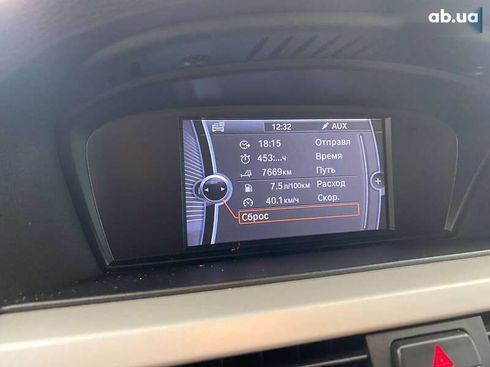 ab.ua
12:32 AUX
18:15 Отправл
453:...ч Время
7669км Путь
7.5 л/100км Расход
40.1 км/ч Скор.
Сброс